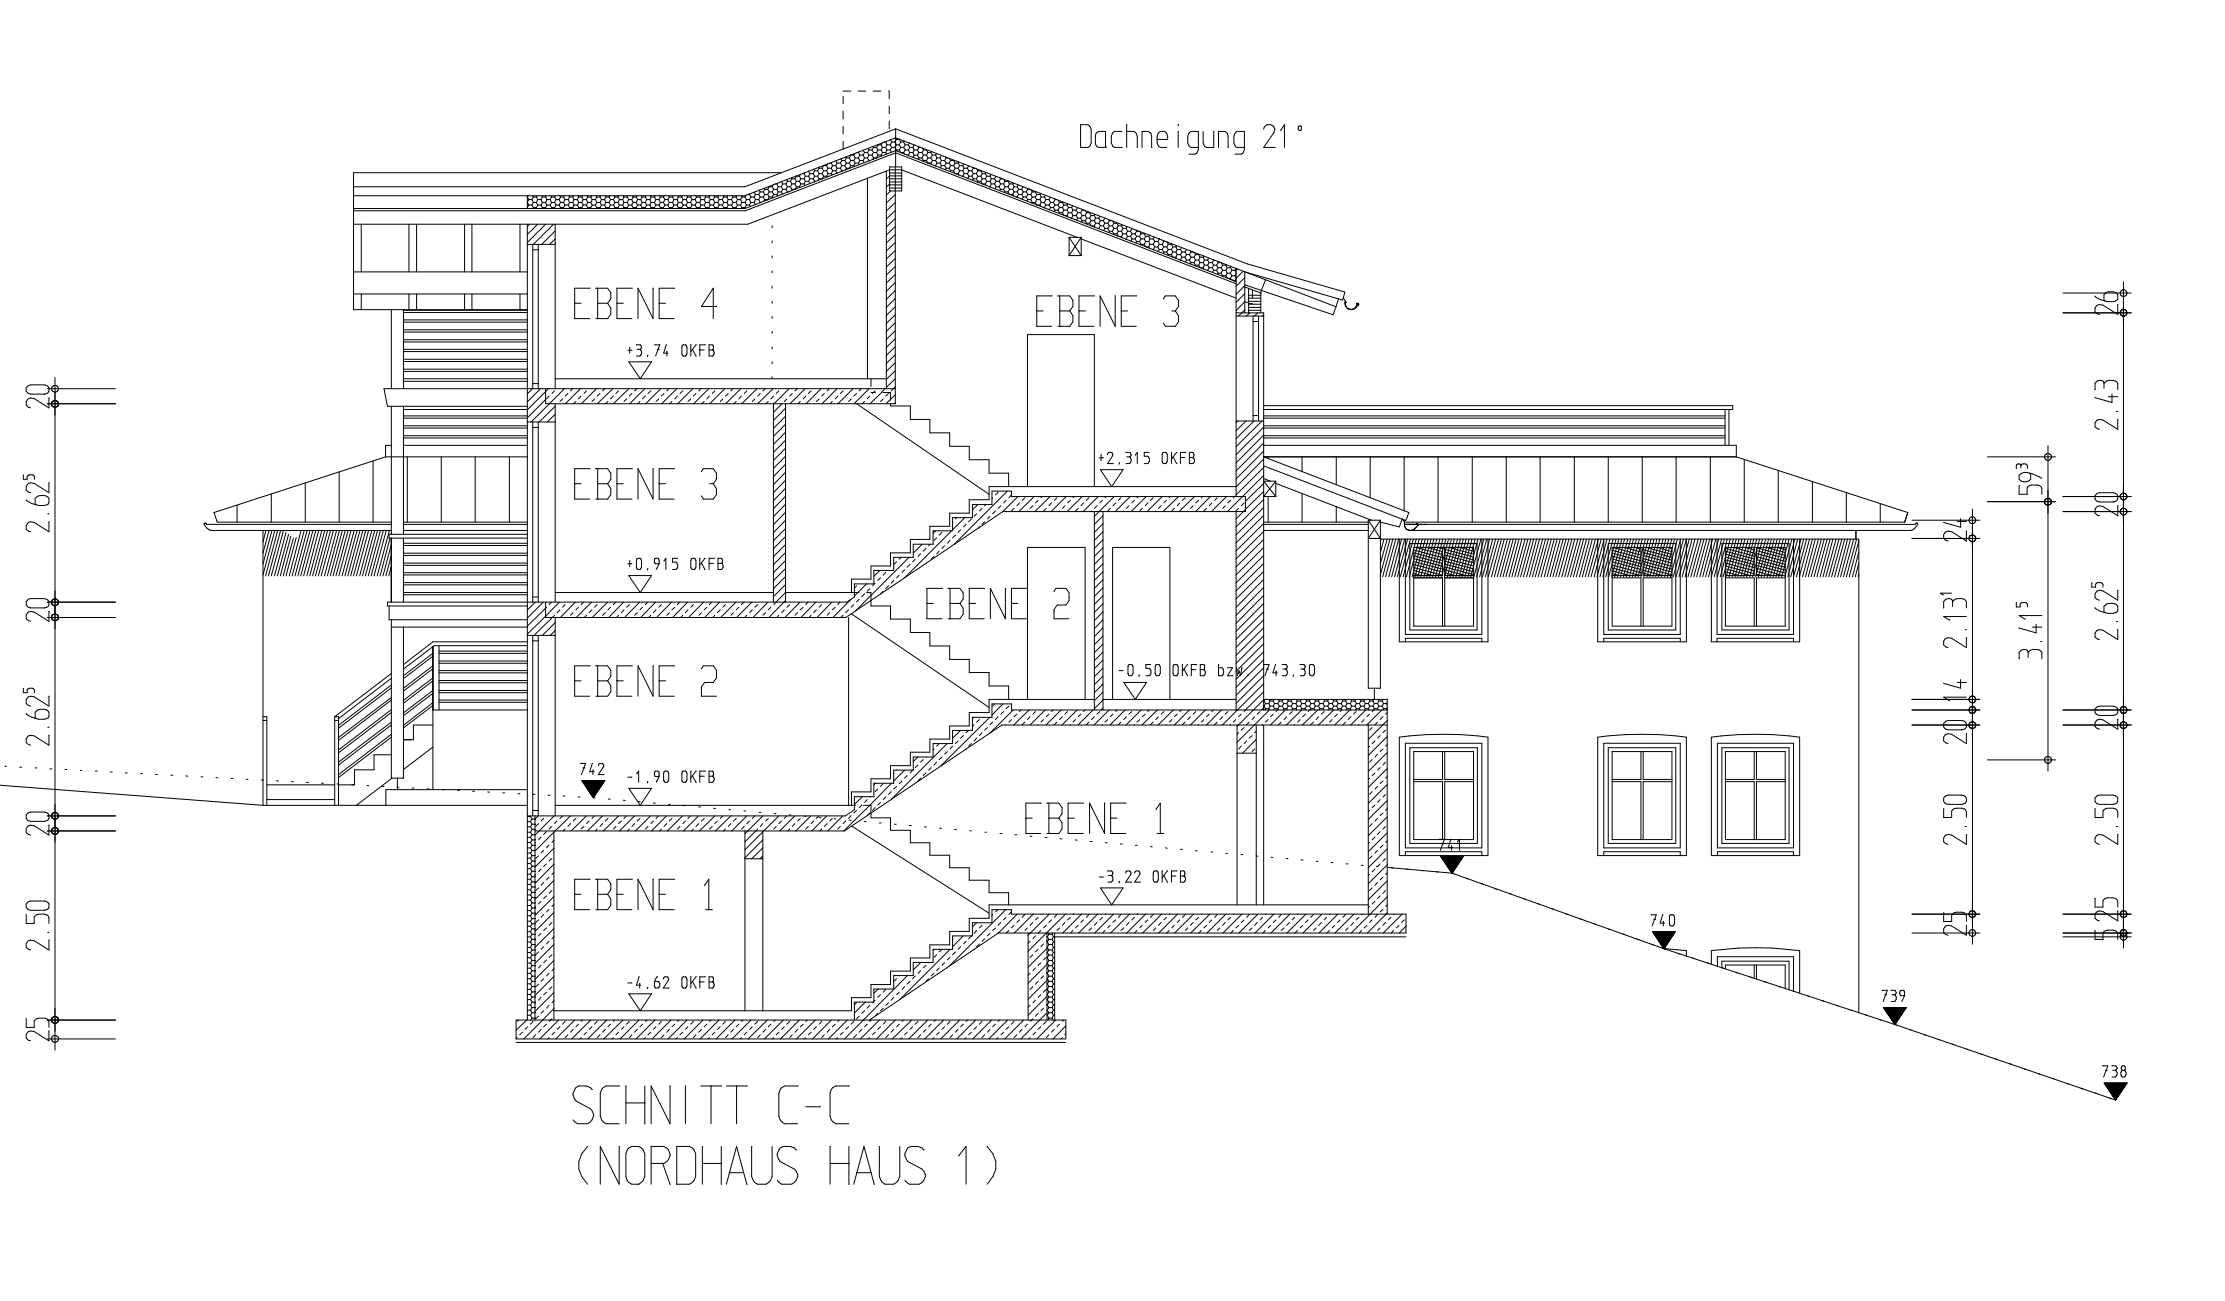 Dachneigung 21°
EBENE 4
+3.74 OKFB
EBENE 3
+2.315 OKFB
EBENE 3
+0.915 OKFB
EBENE 2
-0.50 OKFB bzw. 743.30
EBENE 2
742
-1.90 OKFB
EBENE 1
-3.22 OKFB
EBENE 1
-4.62 OKFB
741
740
739
738
20
2.62⁵
20
2.62⁵
20
2.50
25
24
2.13¹
14
20
2.50
25
59³
3.41⁵
26
2.43
20
2.62⁵
20
2.50
25
5
SCHNITT C-C
(NORDHAUS HAUS 1)